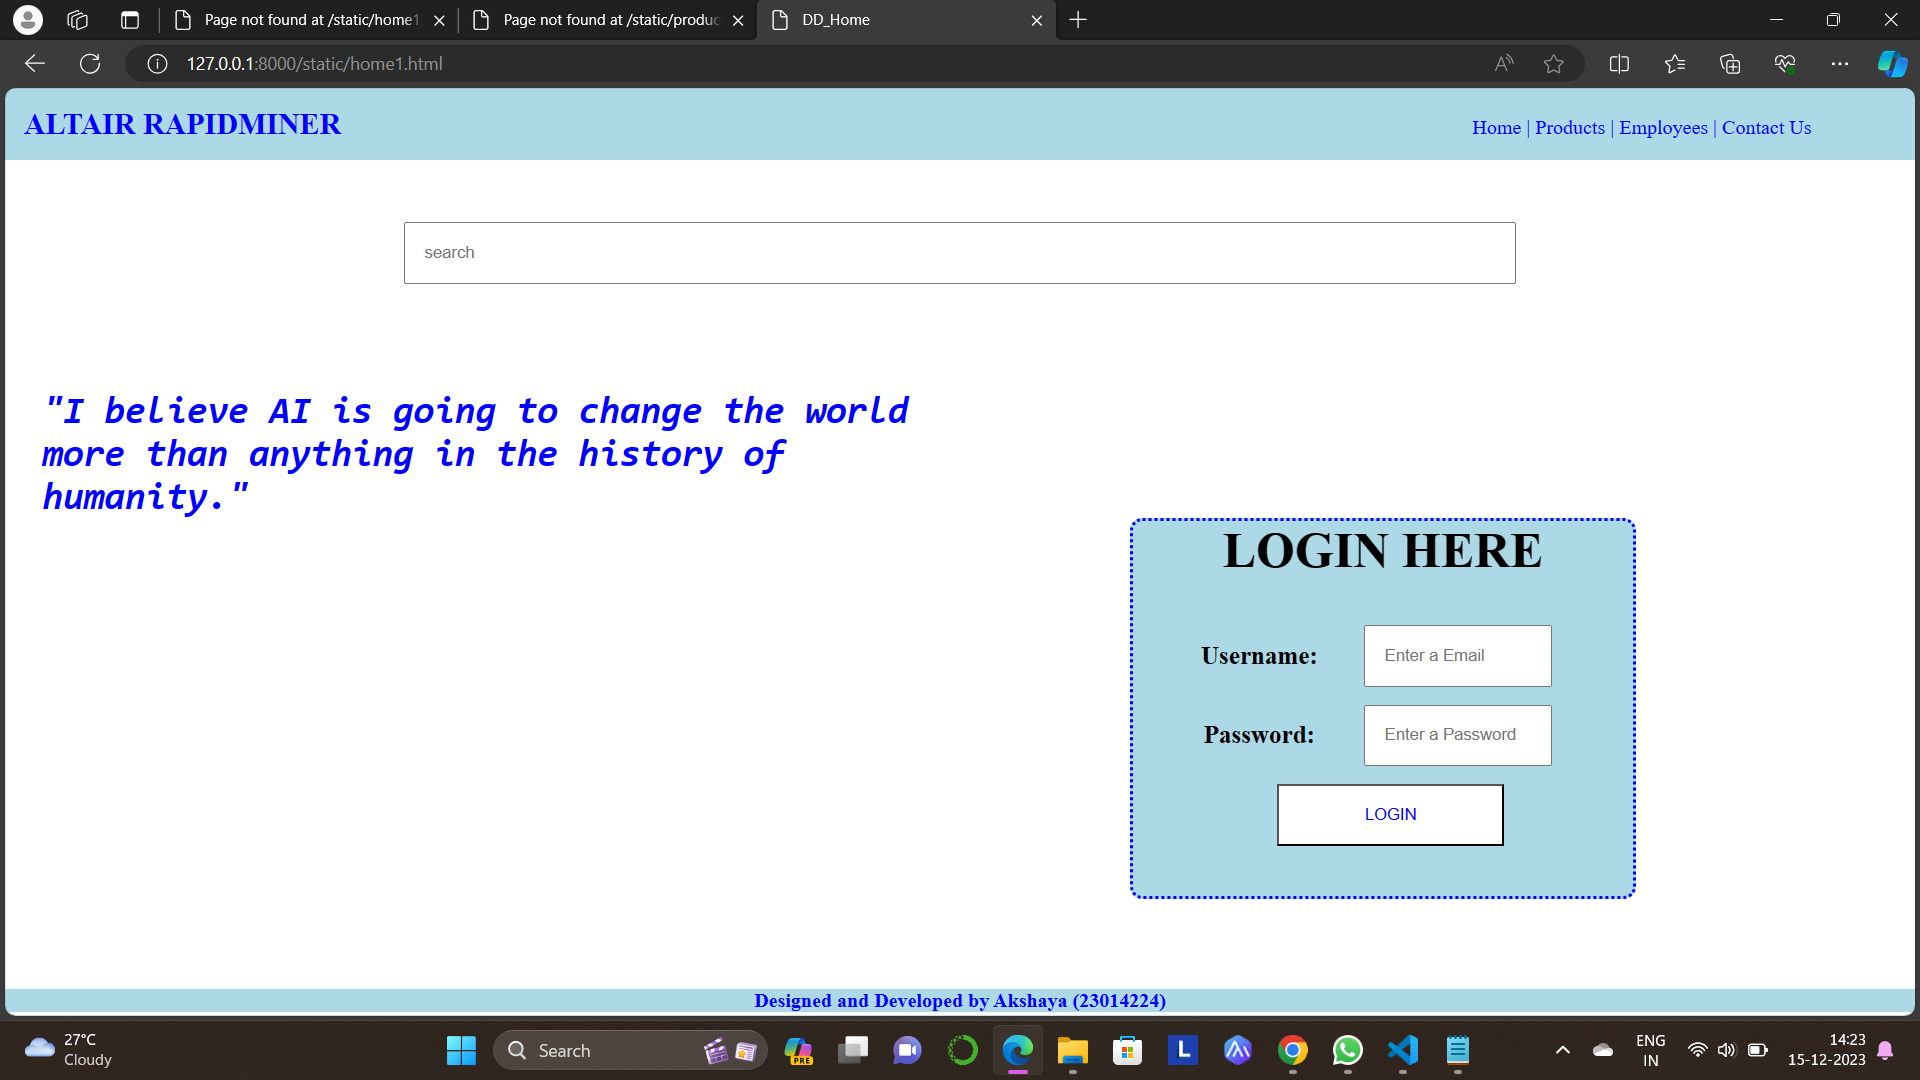 Page not found at /static/home1.
Page not found at /static/produc
DD_Home
127.0.0.1:8000/static/home1.html
ALTAIR RAPIDMINER
Home | Products | Employees | Contact Us
search
"I believe AI is going to change the world
more than anything in the history of
humanity."
LOGIN HERE
Username:
Enter a Email
Password:
Enter a Password
LOGIN
Designed and Developed by Akshaya (23014224)
27°C
Cloudy
Search
PRE
L
ENG
IN
14:23
15-12-2023